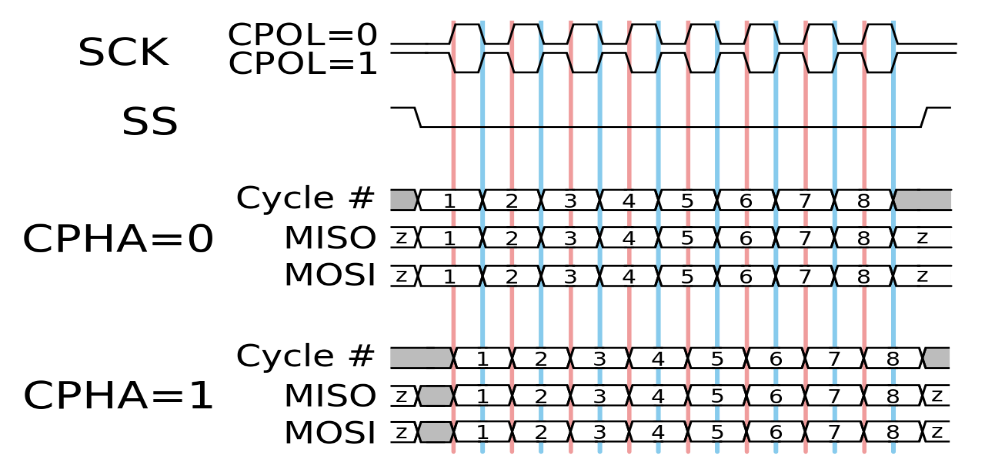 SCK CPOL=0
CPOL=1
SS
Cycle # 1 2 3 4 5 6 7 8
CPHA=0 MISO z 1 2 3 4 5 6 7 8 z
MOSI z 1 2 3 4 5 6 7 8 z
Cycle # 1 2 3 4 5 6 7 8
CPHA=1 MISO z 1 2 3 4 5 6 7 8 z
MOSI z 1 2 3 4 5 6 7 8 z